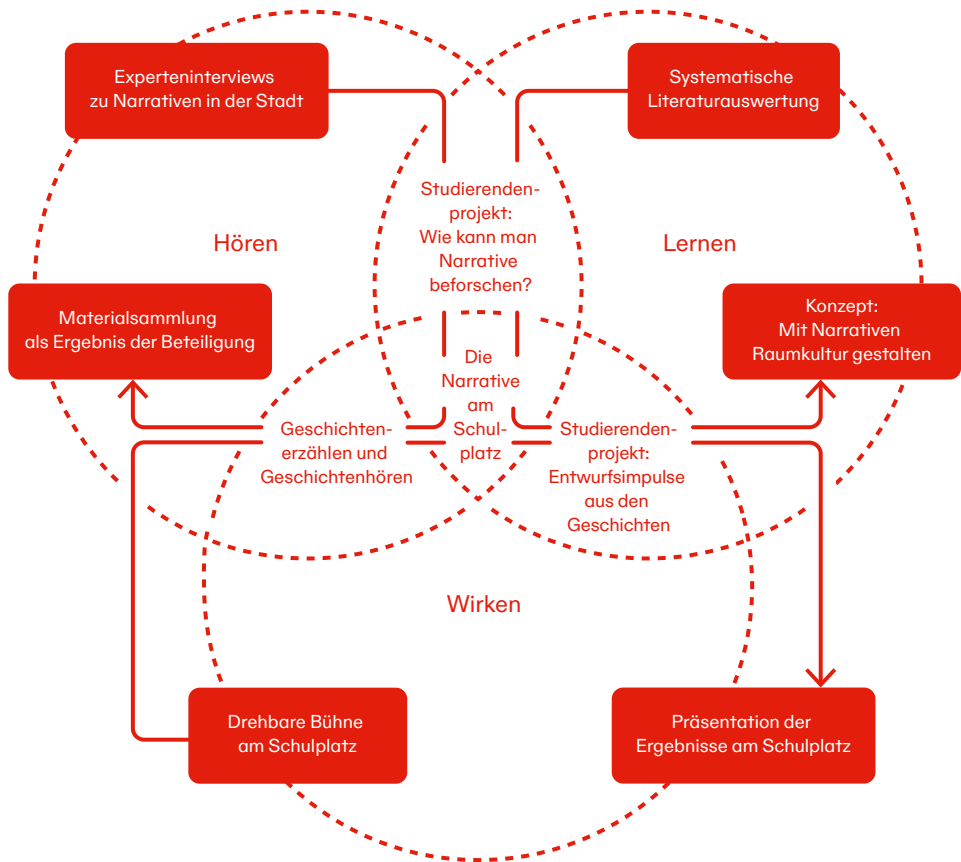 Experteninterviews
zu Narrativen in der Stadt
Systematische
Literaturauswertung
Studierenden-
projekt:
Wie kann man
Narrative
beforschen?
Hören
Lernen
Materialsammlung
als Ergebnis der Beteiligung
Konzept:
Mit Narrativen
Raumkultur gestalten
Die
Narrative
am
Schul-
platz
Geschichten-
erzählen und
Geschichtenhören
Studierenden-
projekt:
Entwurfsimpulse
aus den
Geschichten
Wirken
Drehbare Bühne
am Schulplatz
Präsentation der
Ergebnisse am Schulplatz